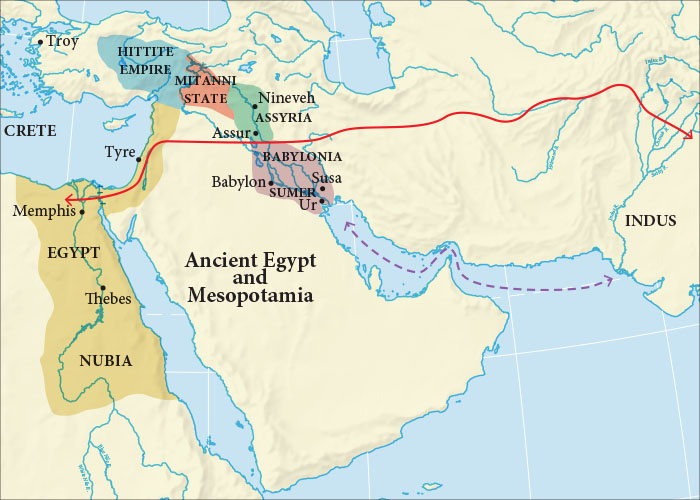 Troy
HITTITE
EMPIRE
MITANNI
STATE
Nineveh
ASSYRIA
CRETE
Assur
Tyre
BABYLONIA
Babylon
Susa
SUMER
Ur
Memphis
INDUS
EGYPT
Ancient Egypt
and
Mesopotamia
Thebes
NUBIA